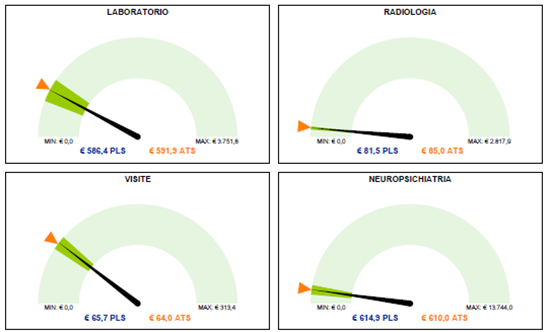 LABORATORIO
MIN: € 0,0
MAX: € 3.751,8
€ 586,4 PLS
€ 591,9 ATS
RADIOLOGIA
MIN: € 0,0
MAX: € 2.817,9
€ 81,5 PLS
€ 85,0 ATS
VISITE
MIN: € 0,0
MAX: € 313,4
€ 65,7 PLS
€ 64,0 ATS
NEUROPSICHIATRIA
MIN: € 0,0
MAX: € 13.744,0
€ 614,9 PLS
€ 610,0 ATS